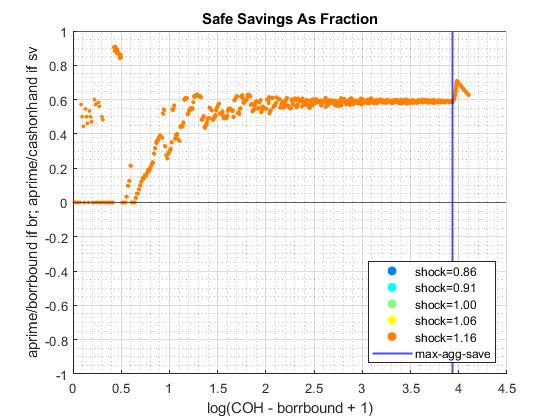 Safe Savings As Fraction
aprime/borrbound if br; aprime/cashonhand if sv
1
0.8
0.6
0.4
0.2
0
-0.2
-0.4
-0.6
-0.8
-1
shock=0.86
shock=0.91
shock=1.00
shock=1.06
shock=1.16
max-agg-save
0 0.5 1 1.5 2 2.5 3 3.5 4 4.5
log(COH - borrbound + 1)